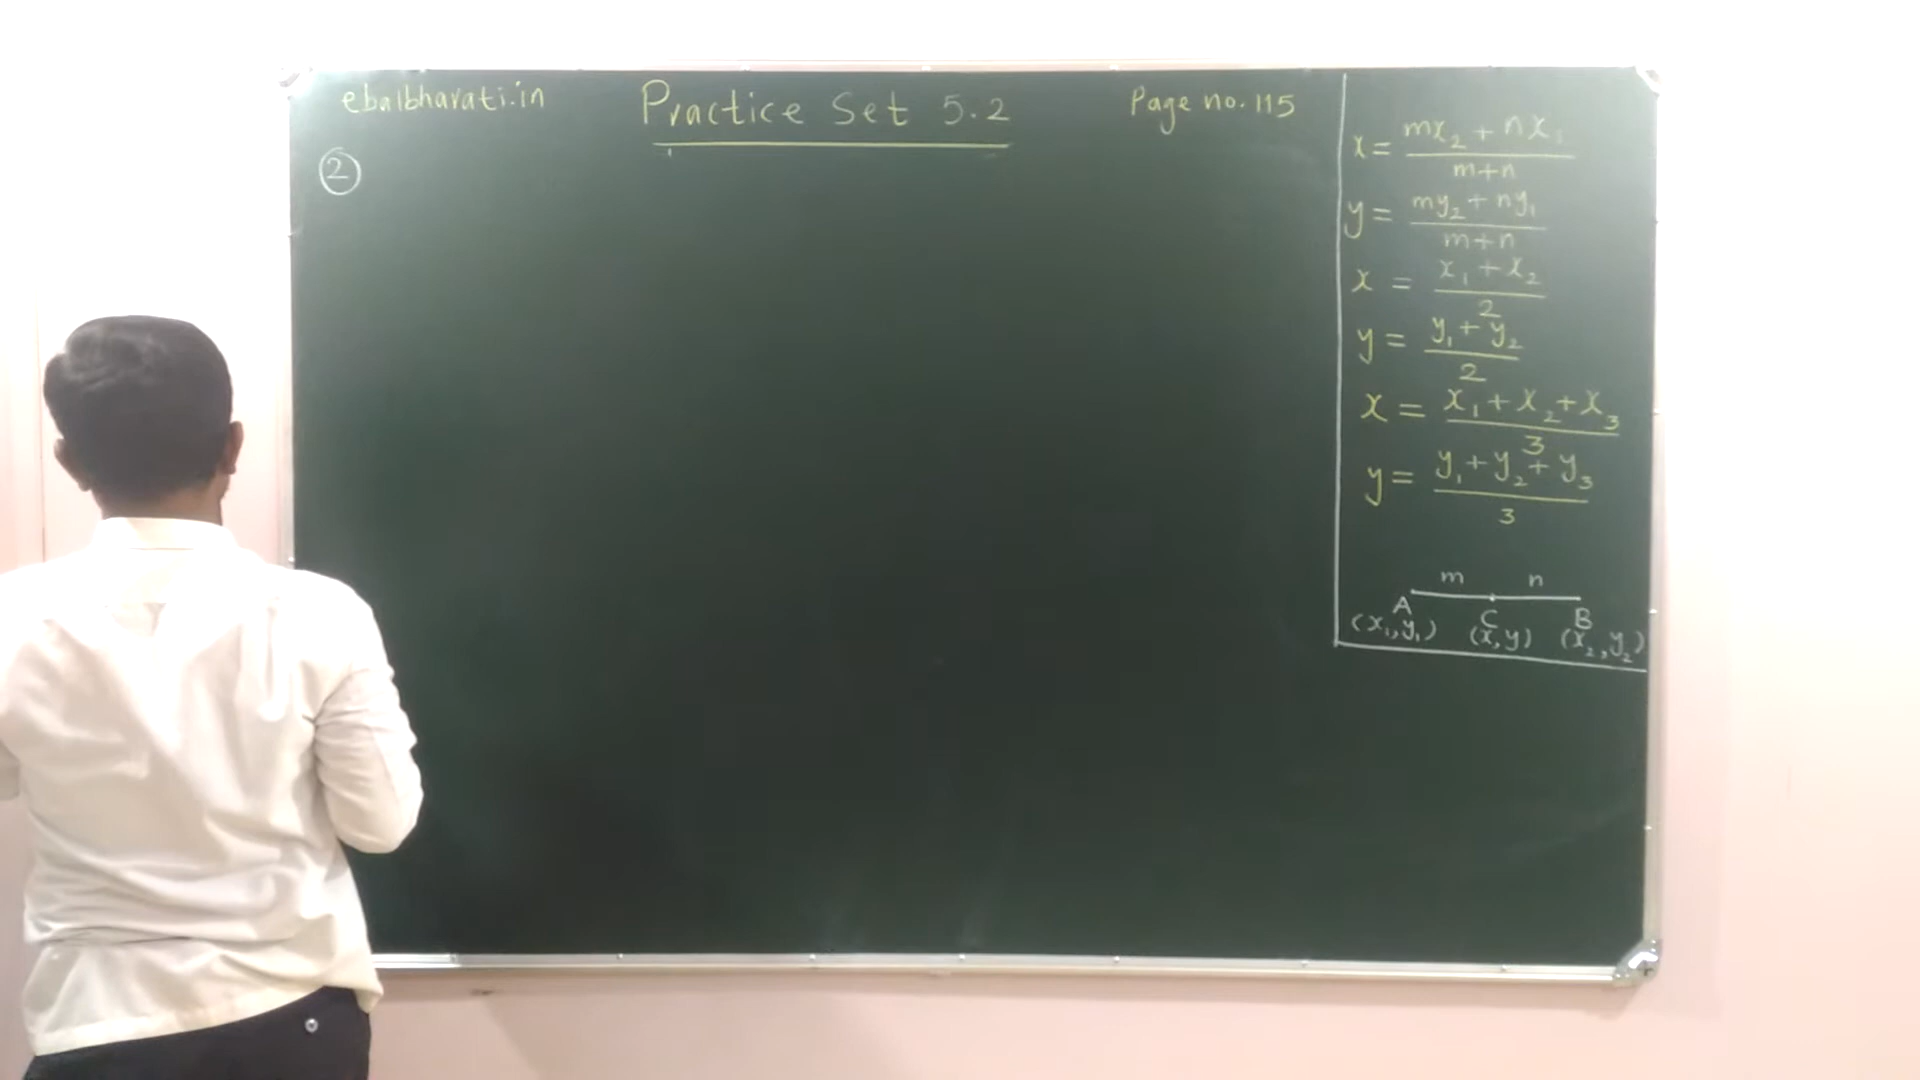 ebalbharati.in Practice Set 5.2 Page no. 115
2
x = mx₂ + nx₁ / m+n
y = my₂ + ny₁ / m+n
x = x₁ + x₂ / 2
y = y₁ + y₂ / 2
x = x₁ + x₂ + x₃ / 3
y = y₁ + y₂ + y₃ / 3
m n
A C B
(x₁, y₁) (x, y) (x₂, y₂)